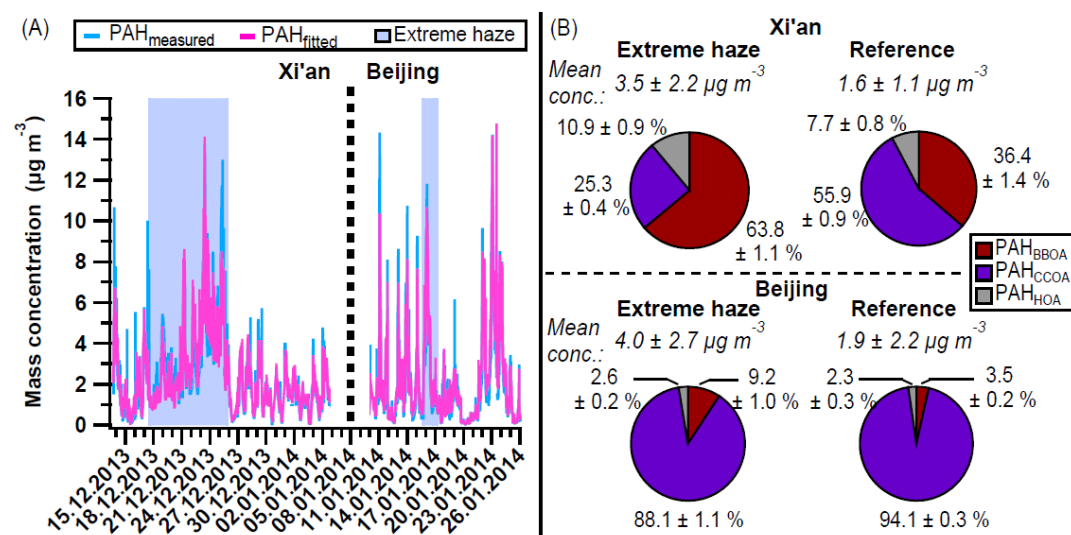 (A)
PAHmeasured PAHfitted Extreme haze
Xi'an Beijing
Mass concentration (µg m-3)
16
14
12
10
8
6
4
2
0
15.12.2013
18.12.2013
21.12.2013
24.12.2013
27.12.2013
30.12.2013
02.01.2014
05.01.2014
08.01.2014
11.01.2014
14.01.2014
17.01.2014
20.01.2014
23.01.2014
26.01.2014
(B) Xi'an
Extreme haze Reference
Mean conc.: 3.5 ± 2.2 µg m-3 1.6 ± 1.1 µg m-3
10.9 ± 0.9 %
25.3 ± 0.4 %
63.8 ± 1.1 %
7.7 ± 0.8 %
55.9 ± 0.9 %
36.4 ± 1.4 %
PAHBBOA
PAHCCOA
PAHHOA
Beijing
Extreme haze Reference
Mean conc.: 4.0 ± 2.7 µg m-3 1.9 ± 2.2 µg m-3
2.6 ± 0.2 %
9.2 ± 1.0 %
88.1 ± 1.1 %
2.3 ± 0.3 %
3.5 ± 0.2 %
94.1 ± 0.3 %